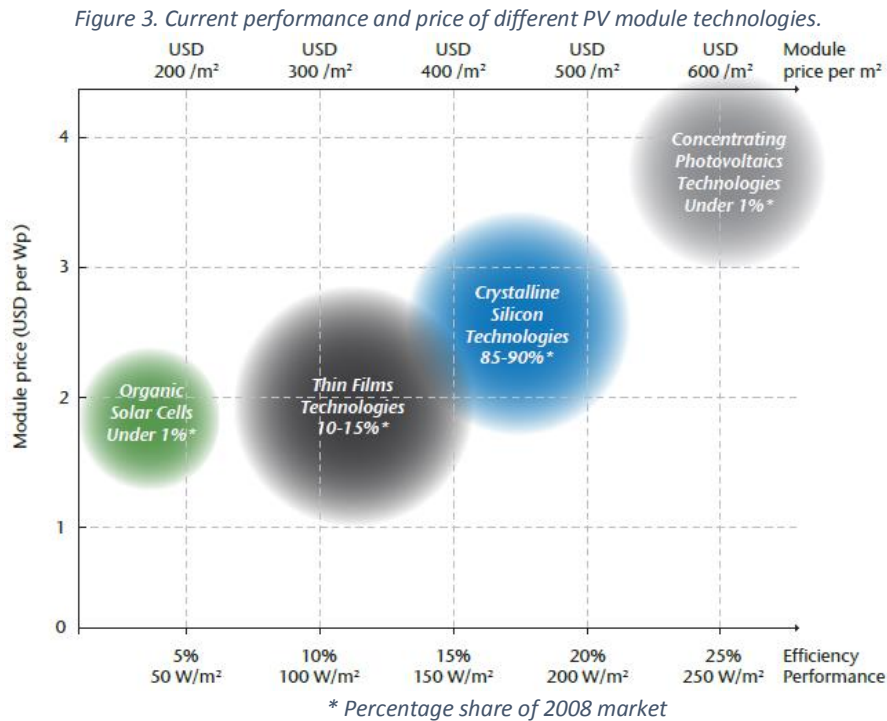 Figure 3. Current performance and price of different PV module technologies.
USD
200 /m²
USD
300 /m²
USD
400 /m²
USD
500 /m²
USD
600 /m²
Module
price per m²
Module price (USD per Wp)
4
3
2
1
0
Concentrating
Photovoltaics
Technologies
Under 1%*
Crystalline
Silicon
Technologies
85-90%*
Thin Films
Technologies
10-15%*
Organic
Solar Cells
Under 1%*
5%
50 W/m²
10%
100 W/m²
15%
150 W/m²
20%
200 W/m²
25%
250 W/m²
Efficiency
Performance
* Percentage share of 2008 market